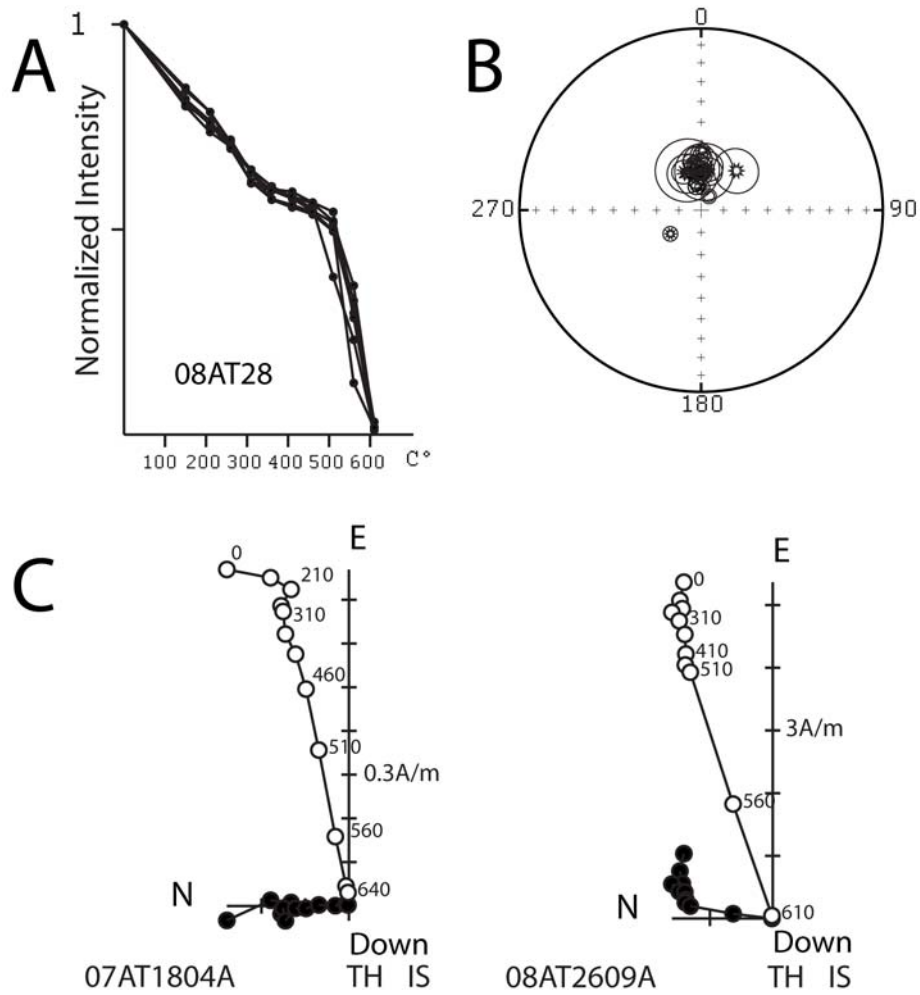 A
1
Normalized Intensity
08AT28
100 200 300 400 500 600 C°
B
0
270
90
180
C
E
0
210
310
460
510
0.3A/m
560
640
N
Down
07AT1804A TH IS
E
0
310
410
510
3A/m
560
610
N
Down
08AT2609A TH IS